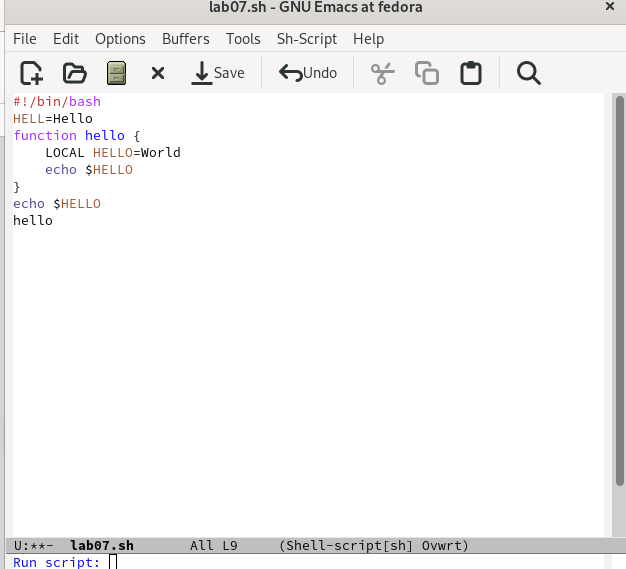 lab07.sh - GNU Emacs at fedora
File Edit Options Buffers Tools Sh-Script Help
Save Undo
#!/bin/bash
HELL=Hello
function hello {
    LOCAL HELLO=World
    echo $HELLO
}
echo $HELLO
hello
U:**-  lab07.sh       All L9     (Shell-script[sh] Ovwrt)
Run script: